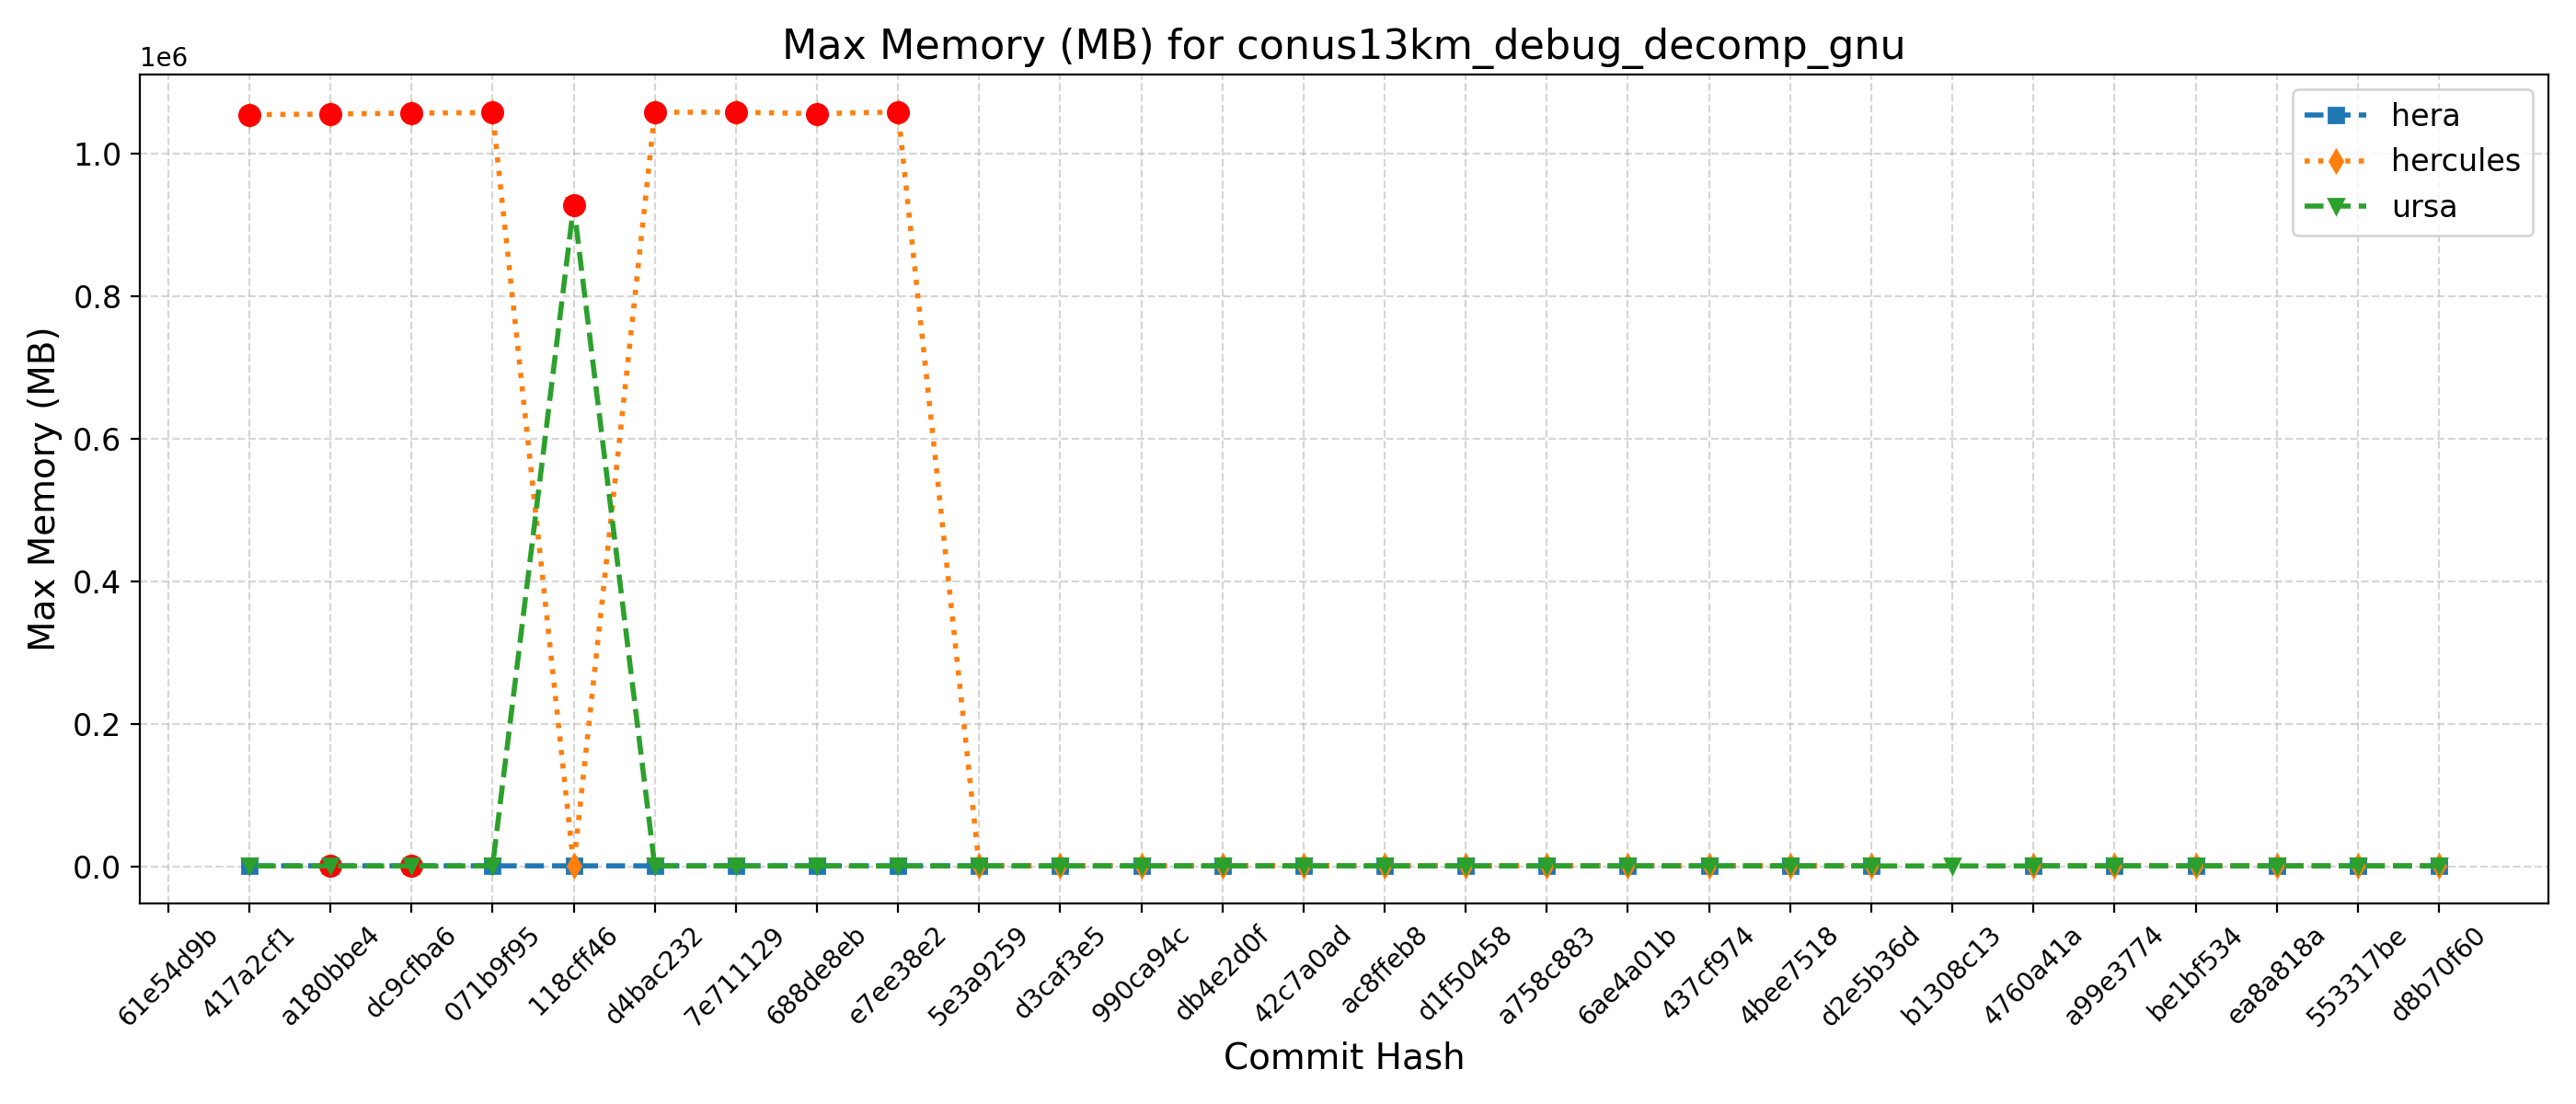 Max Memory (MB) for conus13km_debug_decomp_gnu
1e6
1.0
0.8
0.6
0.4
0.2
0.0
Max Memory (MB)
hera
hercules
ursa
61e54d9b
417a2cf1
a180bbe4
dc9cfba6
071b9f95
118cff46
d4bac232
7e711129
688de8eb
e7ee38e2
5e3a9259
d3caf3e5
990ca94c
db4e2d0f
42c7a0ad
ac8ffeb8
d1f50458
a758c883
6ae4a01b
437cf974
4bee7518
d2e5b36d
b1308c13
4760a41a
a99e3774
be1bf534
ea8a818a
553317be
d8b70f60
Commit Hash